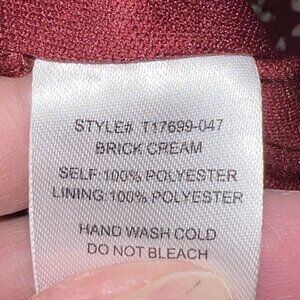 STYLE# T17699-047
BRICK CREAM
SELF:100% POLYESTER
LINING:100% POLYESTER
HAND WASH COLD
DO NOT BLEACH